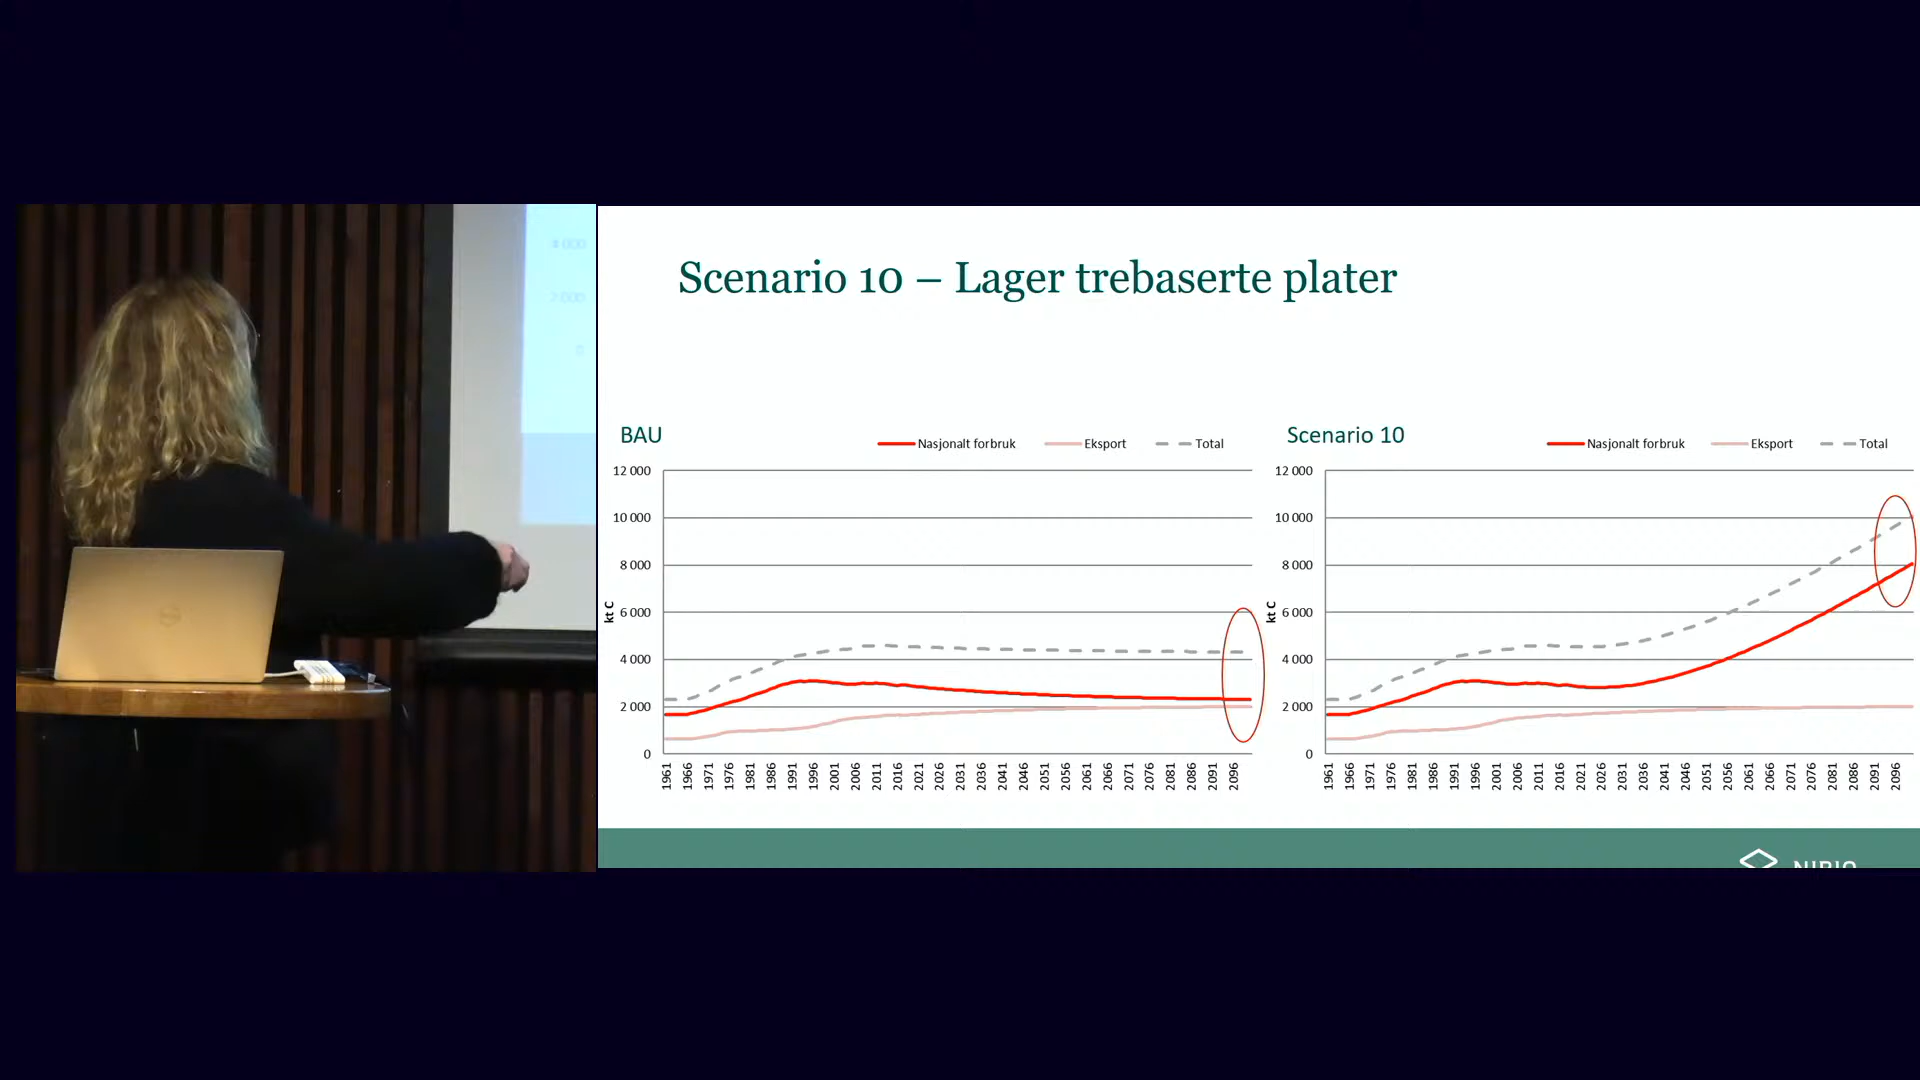 Scenario 10 – Lager trebaserte plater
BAU
Nasjonalt forbruk Eksport Total
12 000
10 000
8 000
6 000
4 000
2 000
0
kt C
1961 1966 1971 1976 1981 1986 1991 1996 2001 2006 2011 2016 2021 2026 2031 2036 2041 2046 2051 2056 2061 2066 2071 2076 2081 2086 2091 2096
Scenario 10
Nasjonalt forbruk Eksport Total
12 000
10 000
8 000
6 000
4 000
2 000
0
kt C
1961 1966 1971 1976 1981 1986 1991 1996 2001 2006 2011 2016 2021 2026 2031 2036 2041 2046 2051 2056 2061 2066 2071 2076 2081 2086 2091 2096
NIBIO
4 000
2 000
0